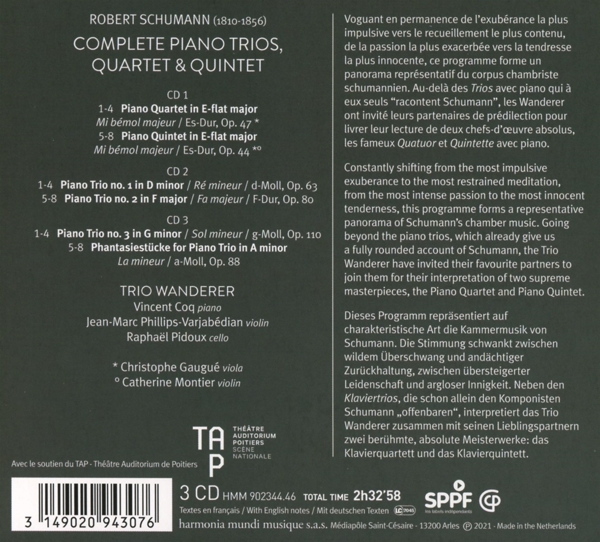 ROBERT SCHUMANN (1810-1856)
COMPLETE PIANO TRIOS,
QUARTET & QUINTET
CD 1
1-4 Piano Quartet in E-flat major
Mi bémol majeur / Es-Dur, Op. 47 *
5-8 Piano Quintet in E-flat major
Mi bémol majeur / Es-Dur, Op. 44 *°
CD 2
1-4 Piano Trio no. 1 in D minor / Ré mineur / d-Moll, Op. 63
5-8 Piano Trio no. 2 in F major / Fa majeur / F-Dur, Op. 80
CD 3
1-4 Piano Trio no. 3 in G minor / Sol mineur / g-Moll, Op. 110
5-8 Phantasiestücke for Piano Trio in A minor
La mineur / a-Moll, Op. 88
TRIO WANDERER
Vincent Coq piano
Jean-Marc Phillips-Varjabédian violin
Raphaël Pidoux cello
* Christophe Gaugué viola
° Catherine Montier violin
TAP
THÉÂTRE
AUDITORIUM
POITIERS
SCÈNE
NATIONALE
Avec le soutien du TAP - Théâtre Auditorium de Poitiers
Voguant en permanence de l'exubérance la plus
impulsive vers le recueillement le plus contenu,
de la passion la plus exacerbée vers la tendresse
la plus innocente, ce programme forme un
panorama représentatif du corpus chambriste
schumannien. Au-delà des Trios avec piano qui à
eux seuls "racontent Schumann", les Wanderer
ont invité leurs partenaires de prédilection pour
livrer leur lecture de deux chefs-d'œuvre absolus,
les fameux Quatuor et Quintette avec piano.
Constantly shifting from the most impulsive
exuberance to the most restrained meditation,
from the most intense passion to the most innocent
tenderness, this programme forms a representative
panorama of Schumann's chamber music. Going
beyond the piano trios, which already give us
a fully rounded account of Schumann, the Trio
Wanderer have invited their favourite partners to
join them for their interpretation of two supreme
masterpieces, the Piano Quartet and Piano Quintet.
Dieses Programm repräsentiert auf
charakteristische Art die Kammermusik von
Schumann. Die Stimmung schwankt zwischen
wildem Überschwang und andächtiger
Zurückhaltung, zwischen übersteigerter
Leidenschaft und argloser Innigkeit. Neben den
Klaviertrios, die schon allein den Komponisten
Schumann „offenbaren“, interpretiert das Trio
Wanderer zusammen mit seinen Lieblingspartnern
zwei berühmte, absolute Meisterwerke: das
Klavierquartett und das Klavierquintett.
3 149020 943076
3 CD HMM 902344.46 TOTAL TIME 2h32'58
Textes en français / With English notes / Mit deutschen Texten LC 7045
SPPF
les labels indépendants
harmonia mundi musique s.a.s. Médiapôle Saint-Césaire - 13200 Arles ℗ 2021 - Made in the Netherlands